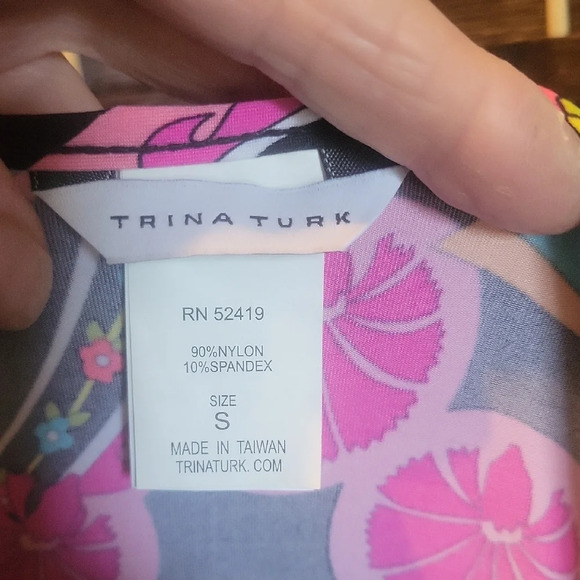 TRINA TURK
RN 52419
90%NYLON
10%SPANDEX
SIZE
S
MADE IN TAIWAN
TRINATURK. COM